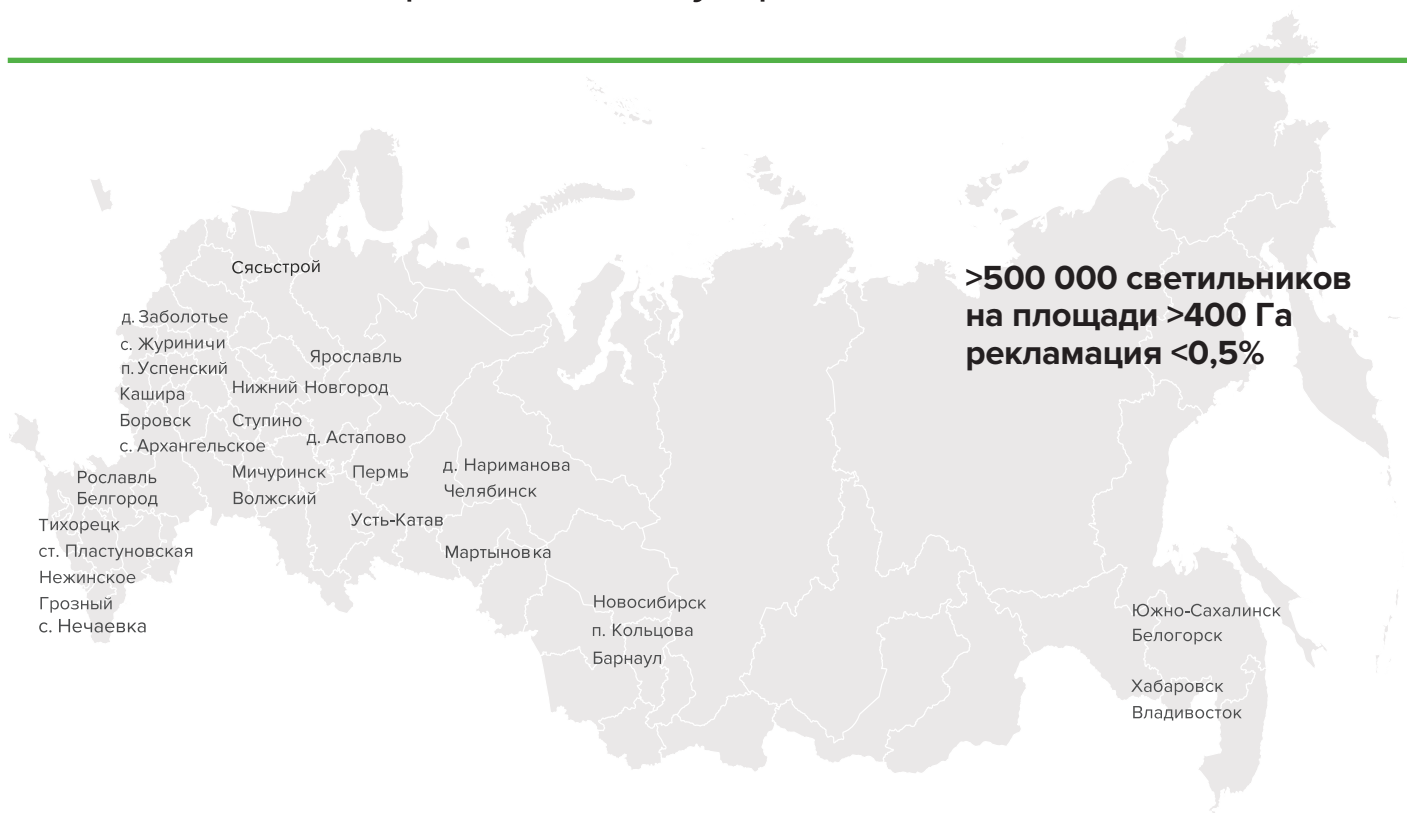 Сясьстрой
>500 000 светильников
на площади >400 Га
рекламация <0,5%
д. Заболотье
с. Журиничи
п. Успенский
Кашира
Боровск
с. Архангельское
Ярославль
Нижний Новгород
Ступино
д. Астапово
Мичуринск
Волжский
Пермь
Усть-Катав
д. Нариманова
Челябинск
Мартыновка
Рославль
Белгород
Тихорецк
ст. Пластуновская
Нежинское
Грозный
с. Нечаевка
Новосибирск
п. Кольцова
Барнаул
Южно-Сахалинск
Белогорск
Хабаровск
Владивосток